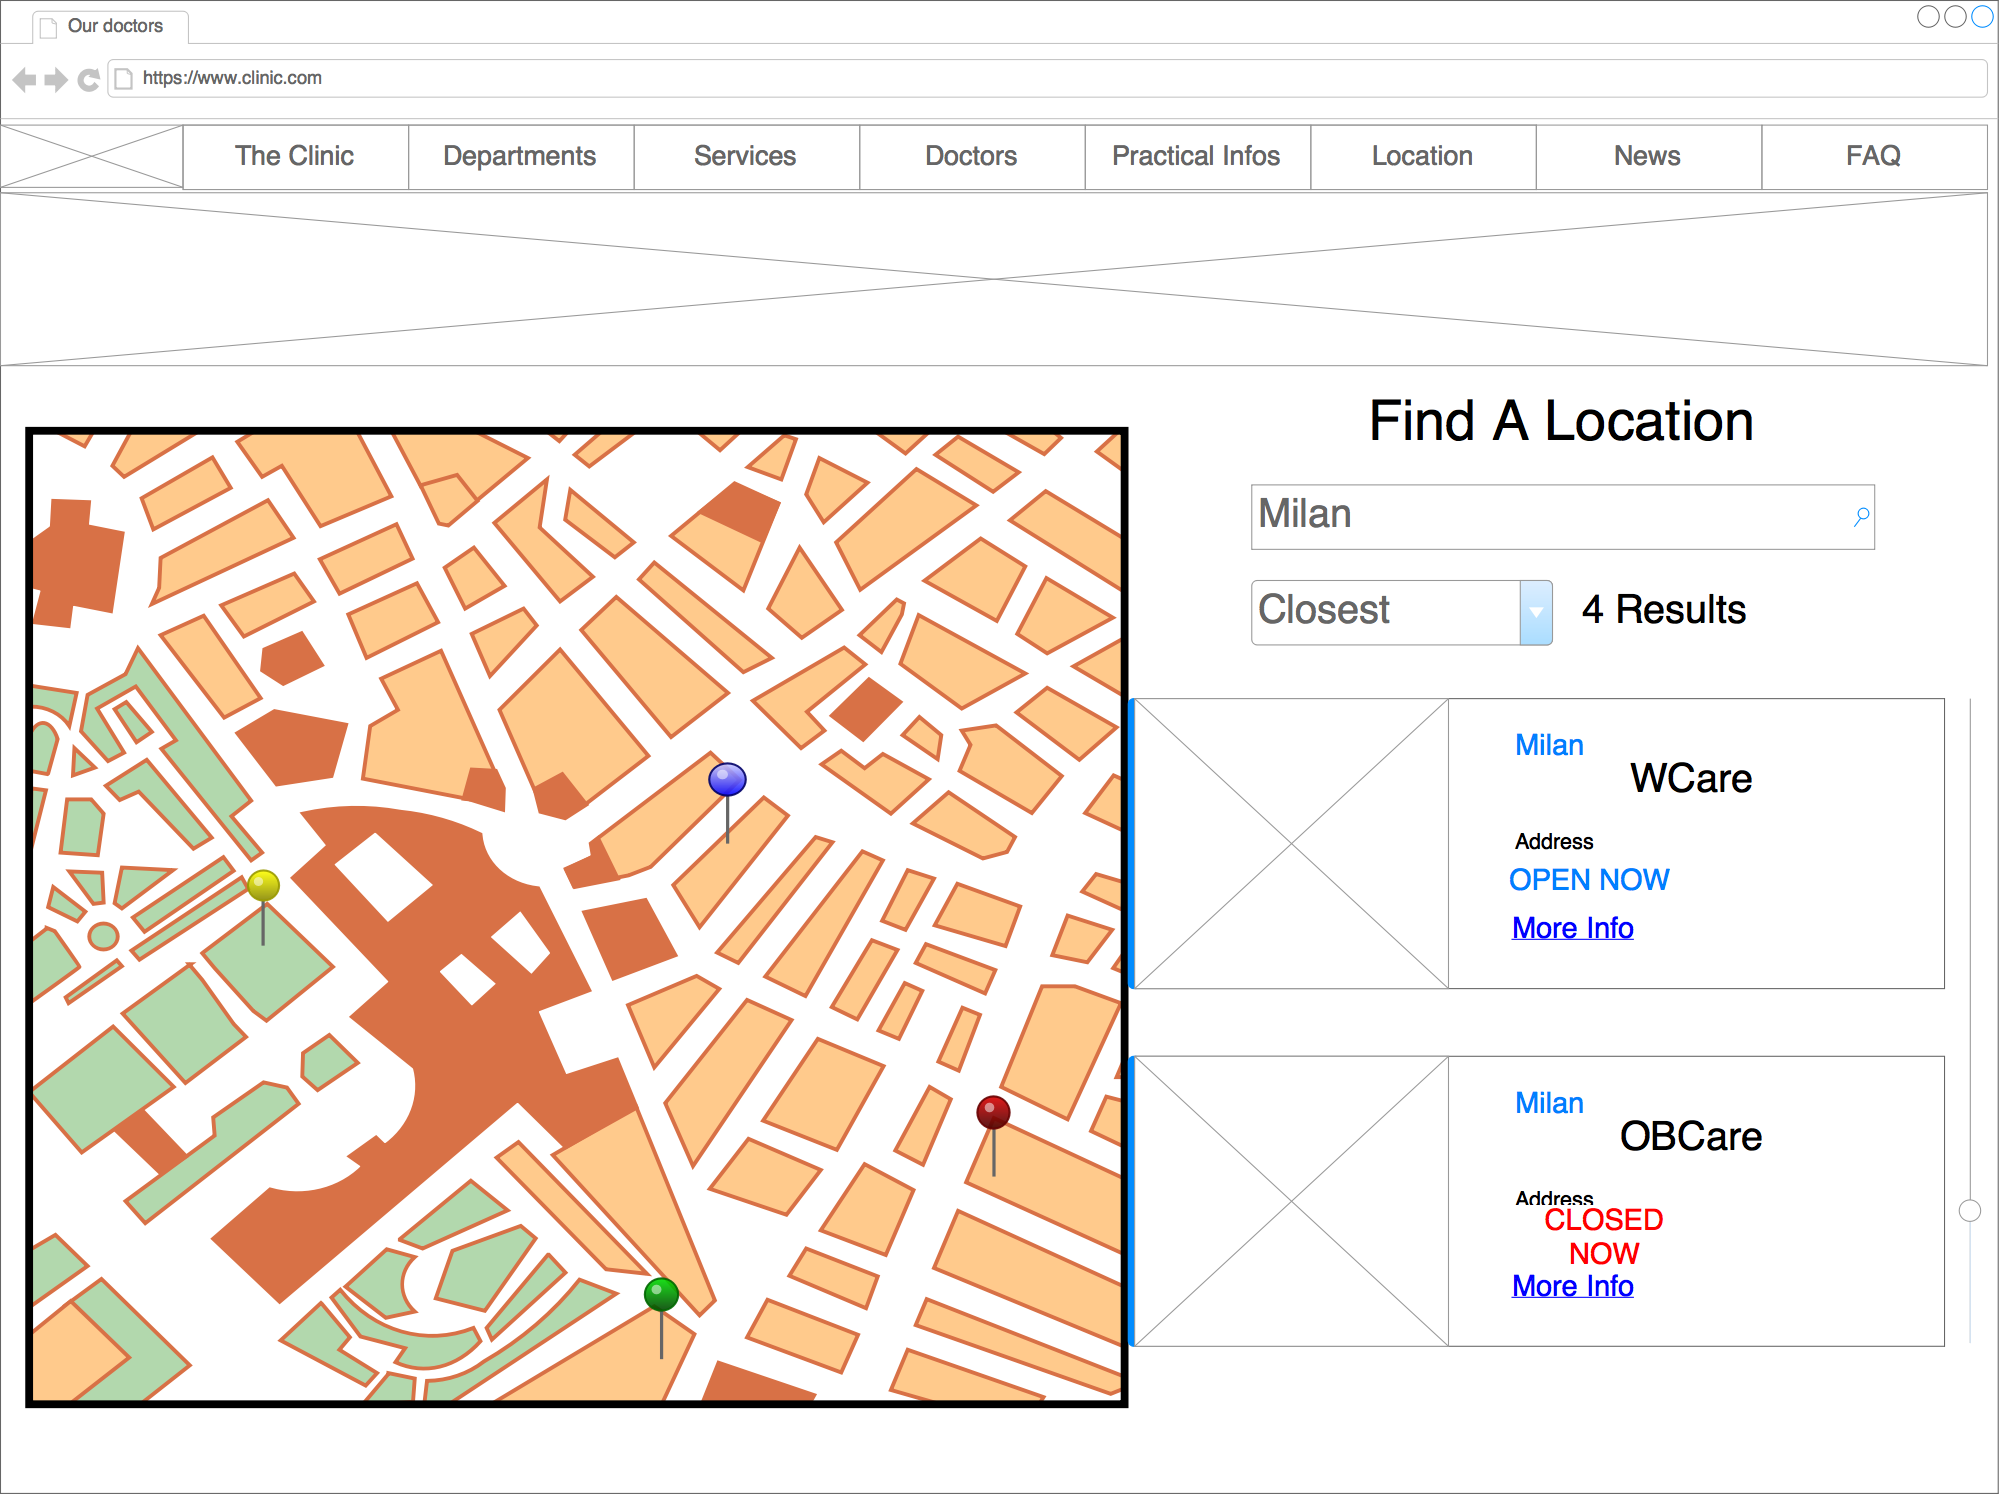 Our doctors
https://www.clinic.com
The Clinic
Departments
Services
Doctors
Practical Infos
Location
News
FAQ
Find A Location
Milan
Closest
4 Results
Milan
WCare
Address
OPEN NOW
More Info
Milan
OBCare
Address
CLOSED
NOW
More Info